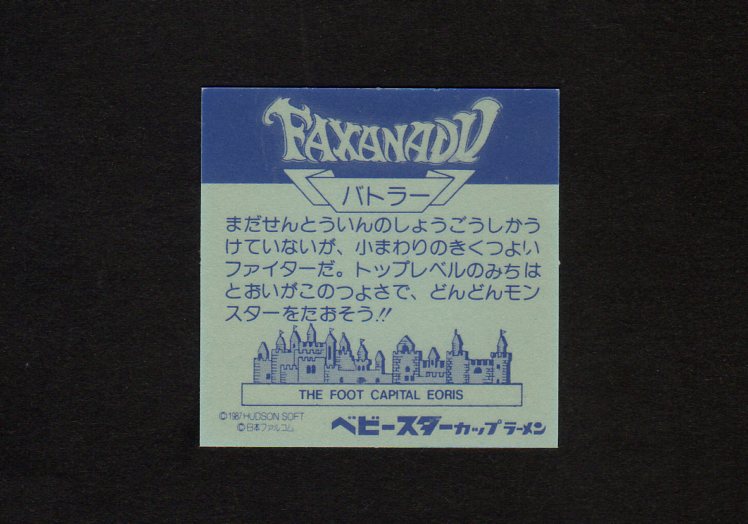 FAXANADU
バトラー
まだせんとういんのしょうごうしかう
けていないが、小まわりのきくつよい
ファイターだ。トップレベルのみちは
とおいがこのつよさで、どんどんモン
スターをたおそう!!
THE FOOT CAPITAL EORIS
©1987 HUDSON SOFT
©日本ファルコム
ベビースターカップラーメン